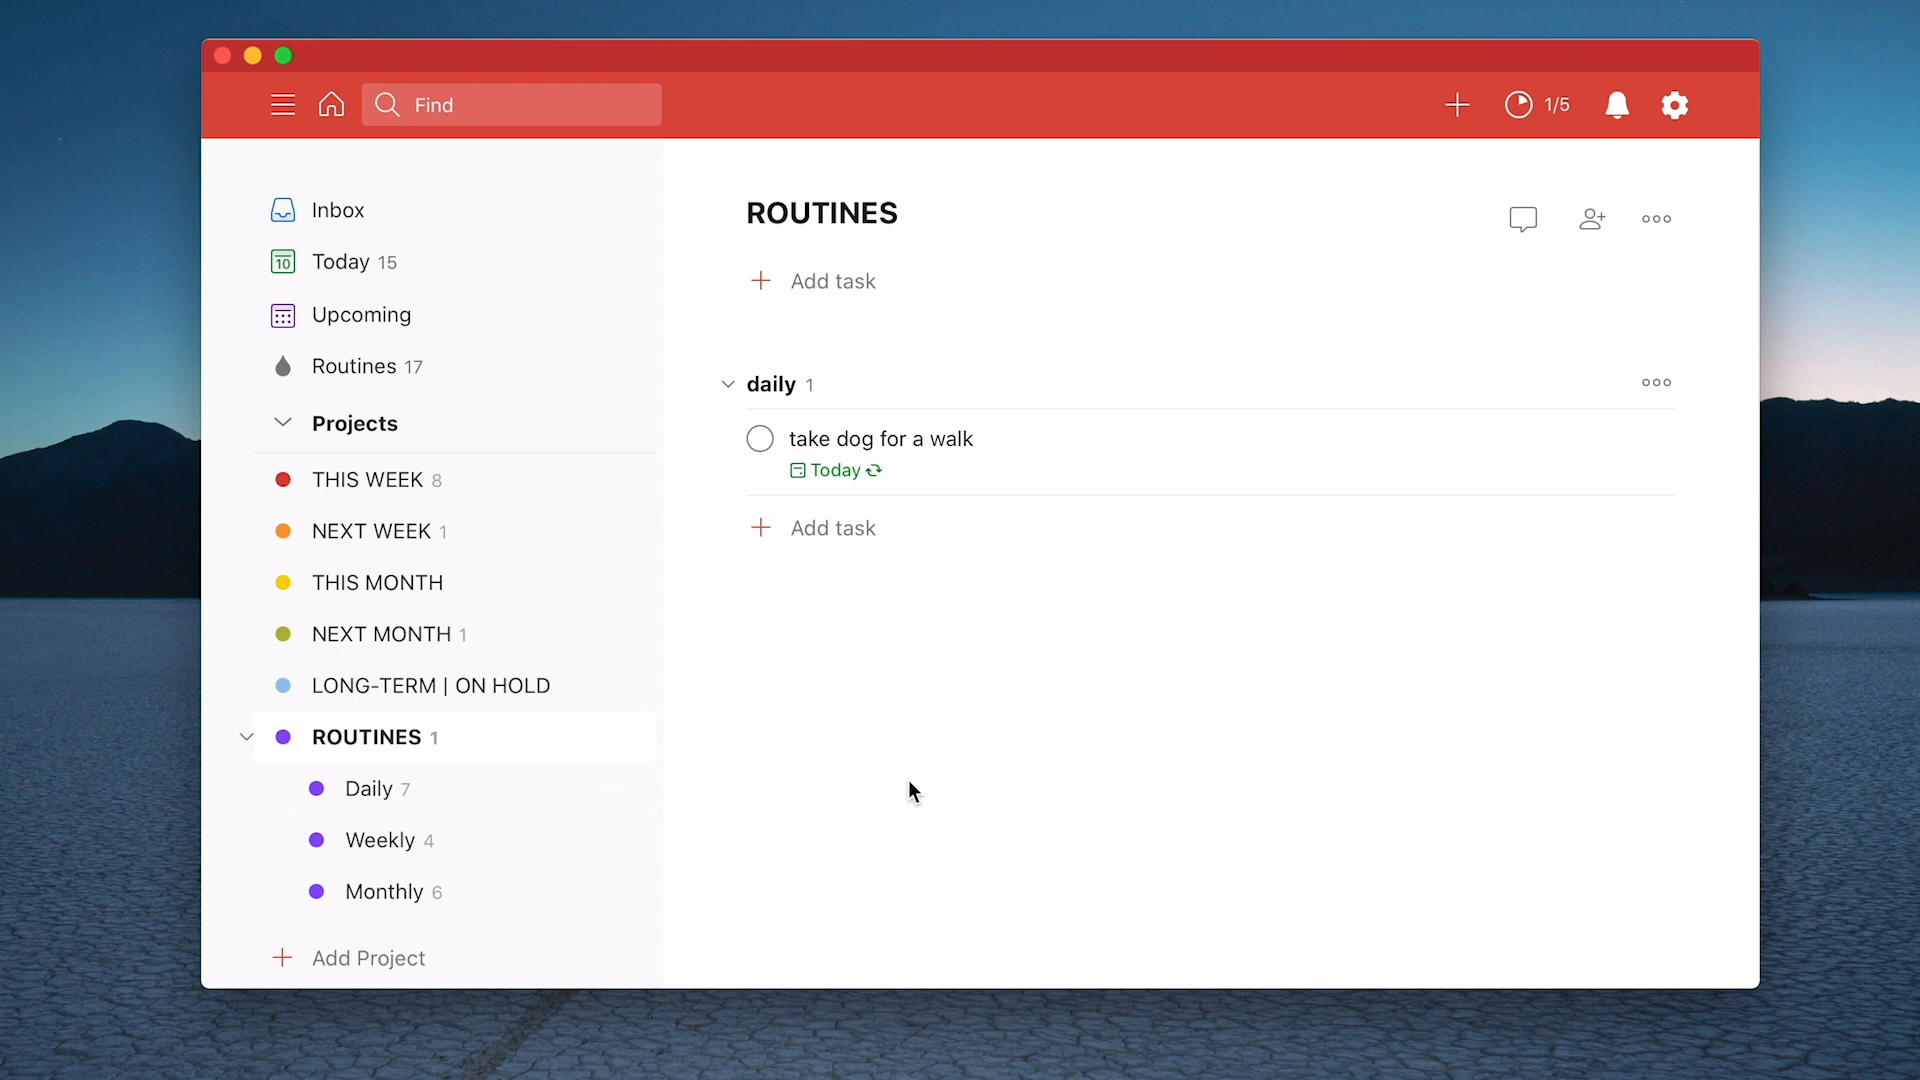 Find
1/5
Inbox
10
Today 15
Upcoming
Routines 17
Projects
THIS WEEK 8
NEXT WEEK 1
THIS MONTH
NEXT MONTH 1
LONG-TERM | ON HOLD
ROUTINES 1
Daily 7
Weekly 4
Monthly 6
Add Project
ROUTINES
Add task
daily 1
take dog for a walk
Today
Add task